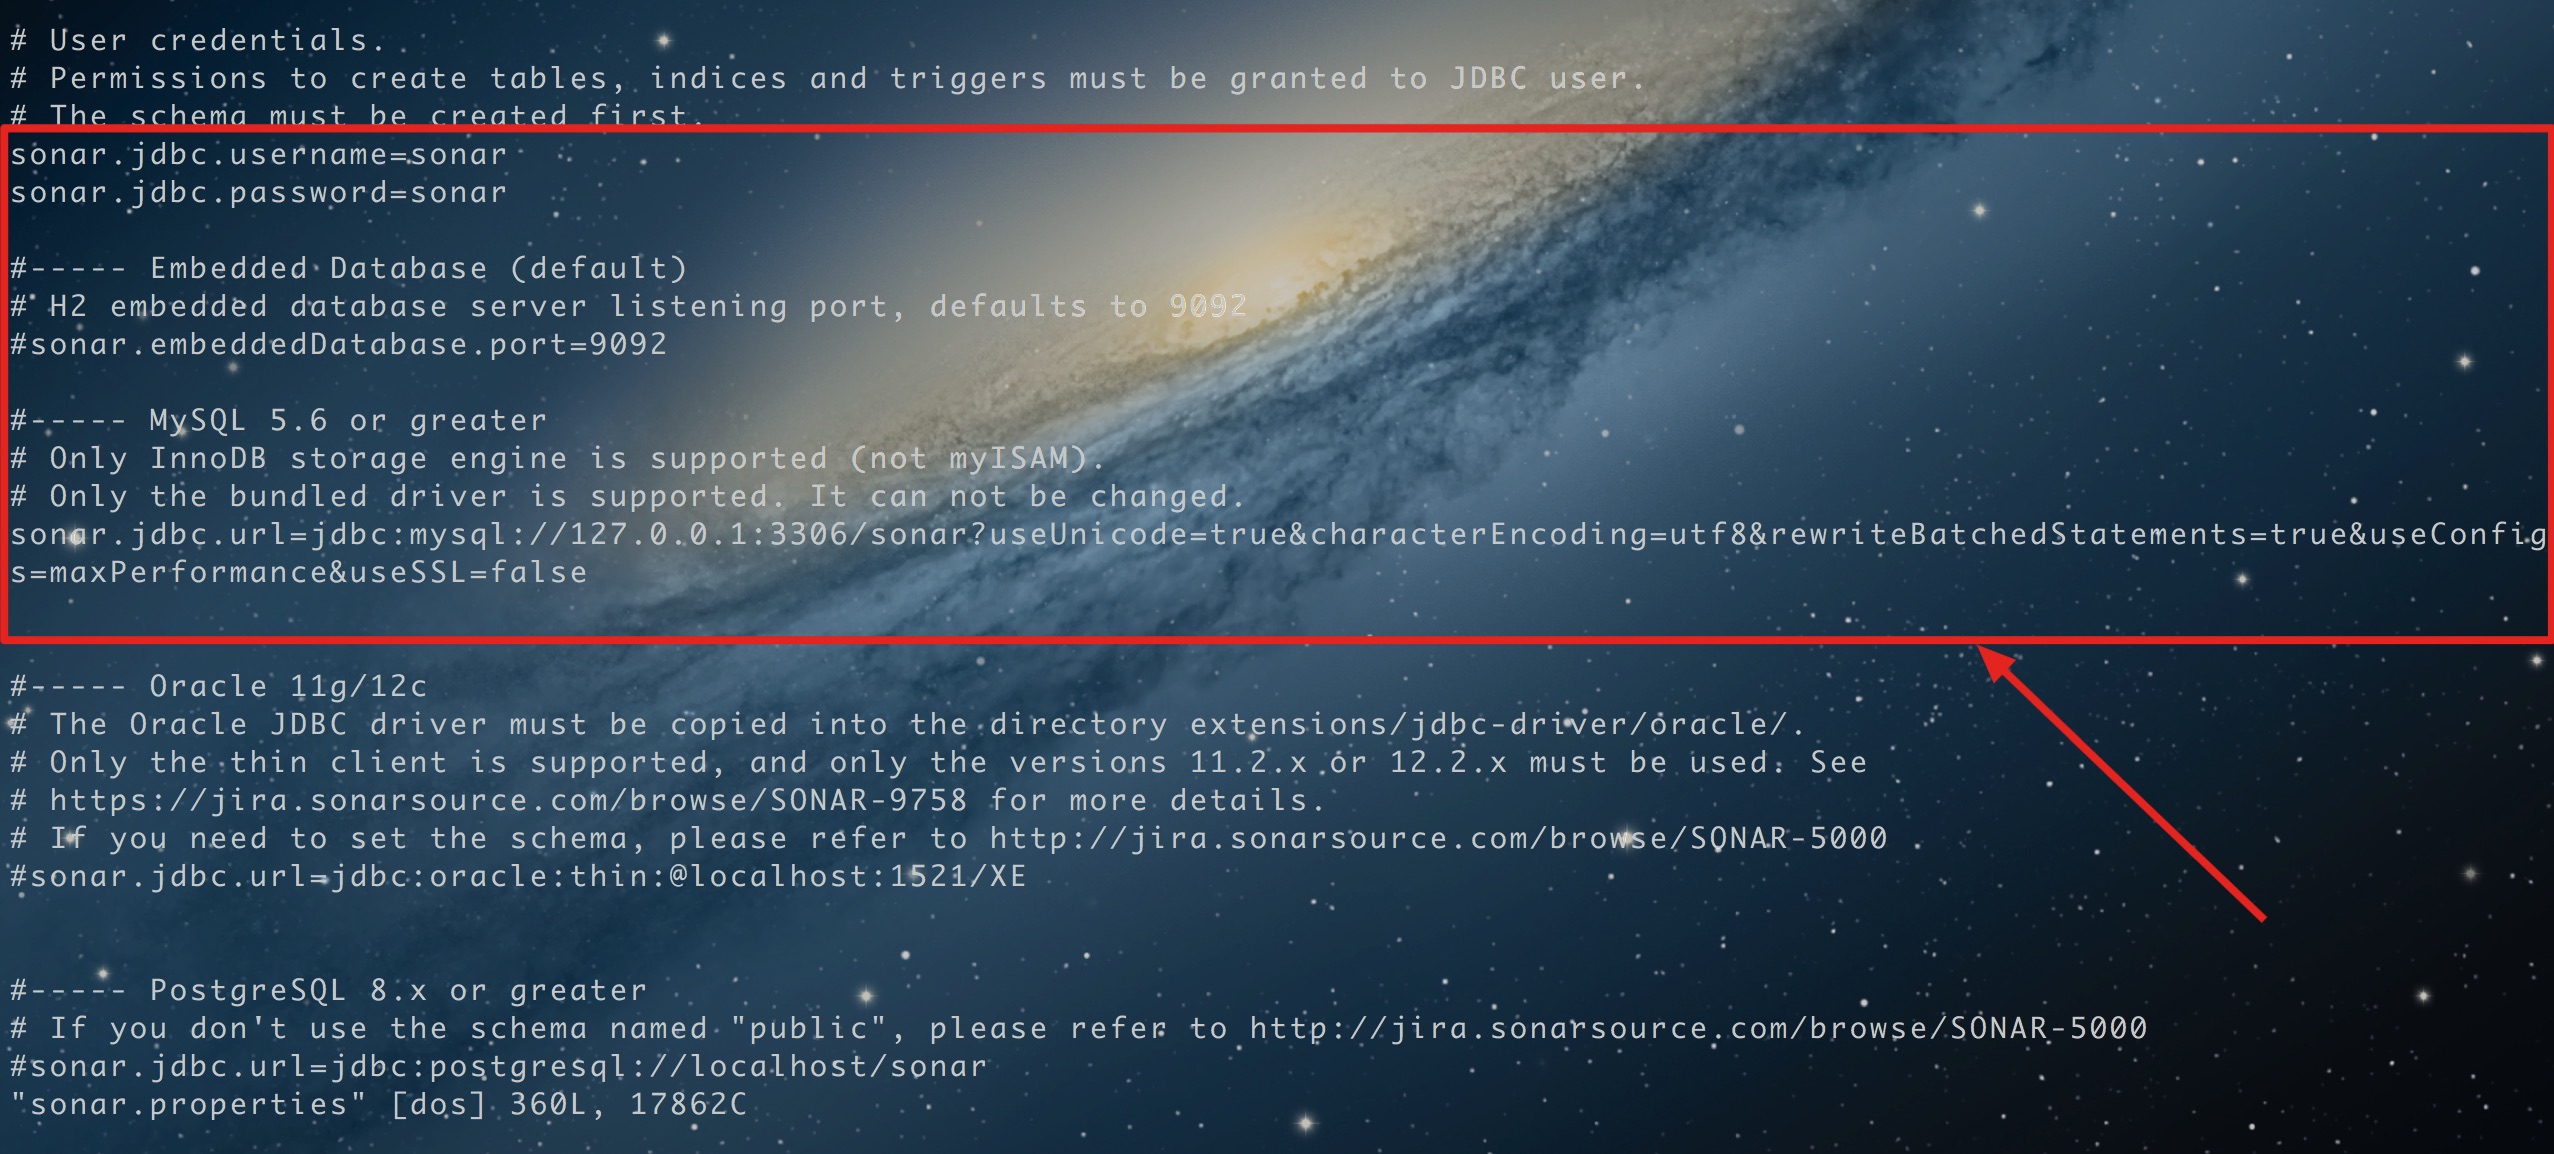 # User credentials.
# Permissions to create tables, indices and triggers must be granted to JDBC user.
# The schema must be created first.
sonar.jdbc.username=sonar
sonar.jdbc.password=sonar
#----- Embedded Database (default)
# H2 embedded database server listening port, defaults to 9092
#sonar.embeddedDatabase.port=9092
#----- MySQL 5.6 or greater
# Only InnoDB storage engine is supported (not myISAM).
# Only the bundled driver is supported. It can not be changed.
sonar.jdbc.url=jdbc:mysql://127.0.0.1:3306/sonar?useUnicode=true&characterEncoding=utf8&rewriteBatchedStatements=true&useConfig
s=maxPerformance&useSSL=false
#----- Oracle 11g/12c
# The Oracle JDBC driver must be copied into the directory extensions/jdbc-driver/oracle/.
# Only the thin client is supported, and only the versions 11.2.x or 12.2.x must be used. See
# https://jira.sonarsource.com/browse/SONAR-9758 for more details.
# If you need to set the schema, please refer to http://jira.sonarsource.com/browse/SONAR-5000
#sonar.jdbc.url=jdbc:oracle:thin:@localhost:1521/XE
#----- PostgreSQL 8.x or greater
# If you don't use the schema named "public", please refer to http://jira.sonarsource.com/browse/SONAR-5000
#sonar.jdbc.url=jdbc:postgresql://localhost/sonar
"sonar.properties" [dos] 360L, 17862C